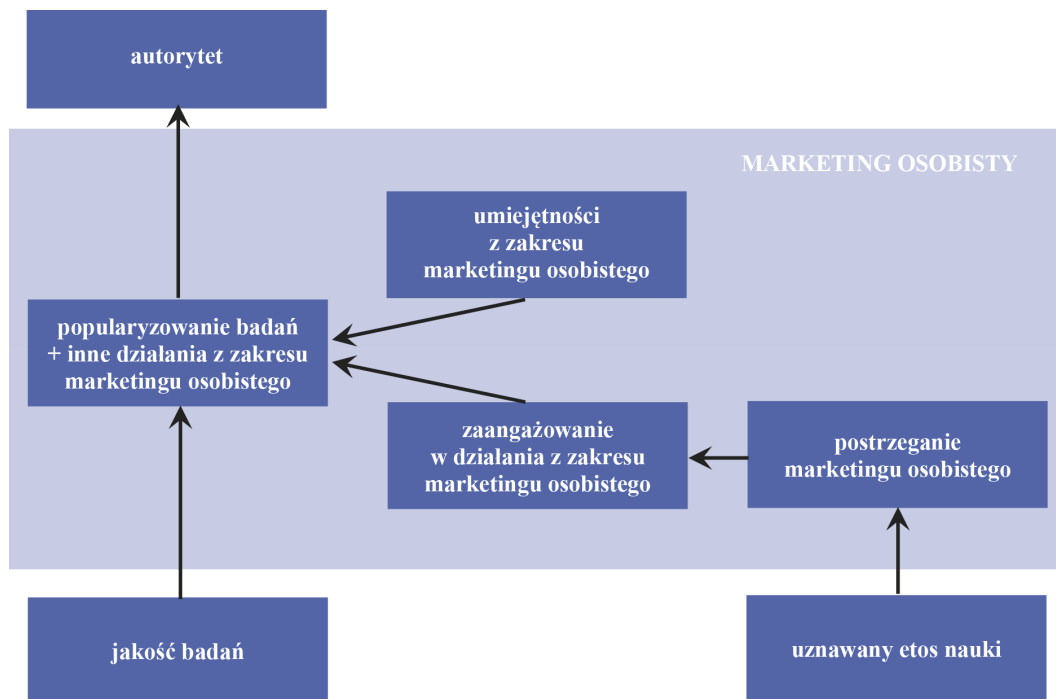 autorytet
MARKETING OSOBISTY
umiejętności
z zakresu
marketingu osobistego
popularyzowanie badań
+ inne działania z zakresu
marketingu osobistego
zaangażowanie
w działania z zakresu
marketingu osobistego
postrzeganie
marketingu osobistego
jakość badań
uznawany etos nauki